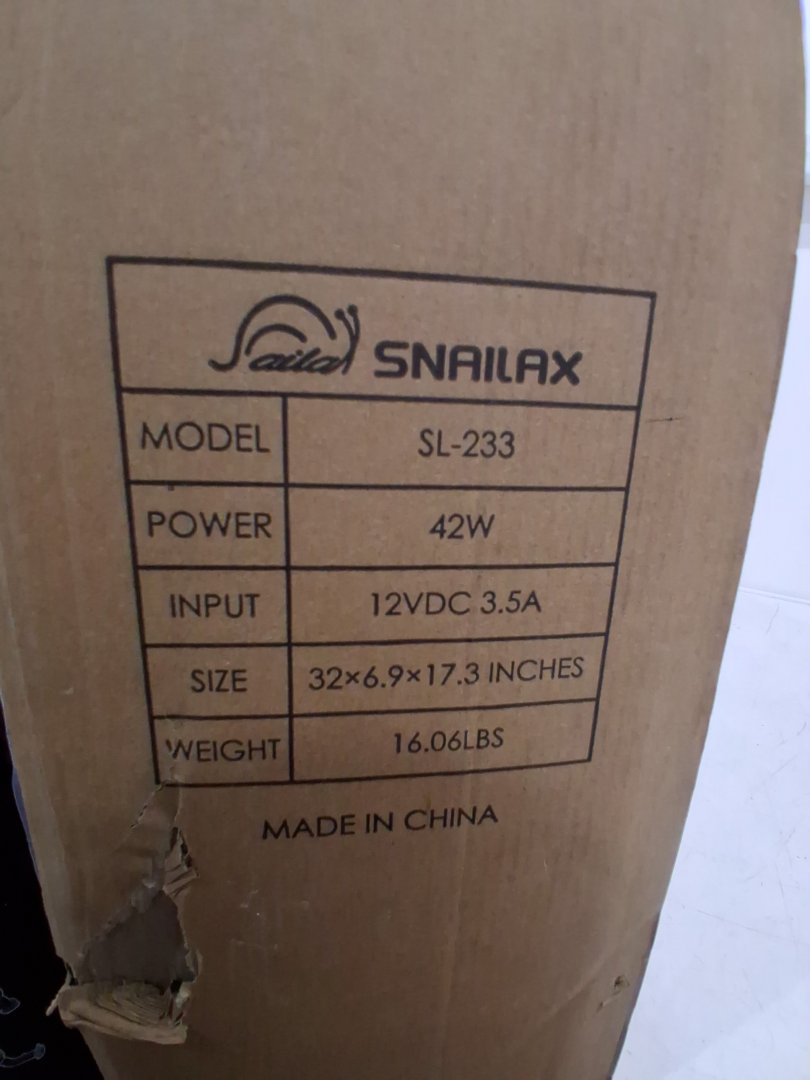 Snailax SNAILAX
MODEL SL-233
POWER 42W
INPUT 12VDC 3.5A
SIZE 32×6.9×17.3 INCHES
WEIGHT 16.06LBS
MADE IN CHINA